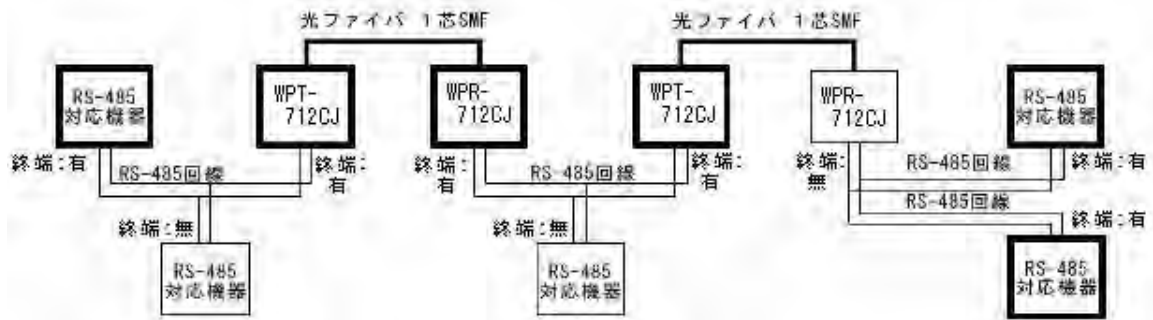 光ファイバ 1芯SMF
光ファイバ 1芯SMF
RS-485
対応機器
WPT-
712CJ
WPR-
712CJ
WPT-
712CJ
WPR-
712CJ
RS-485
対応機器
終端:有
RS-485回線
終端:
有
終端:
有
RS-485回線
終端:
有
終端:
無
RS-485回線
終端:有
RS-485回線
終端:有
終端:無
RS-485
対応機器
終端:無
RS-485
対応機器
RS-485
対応機器